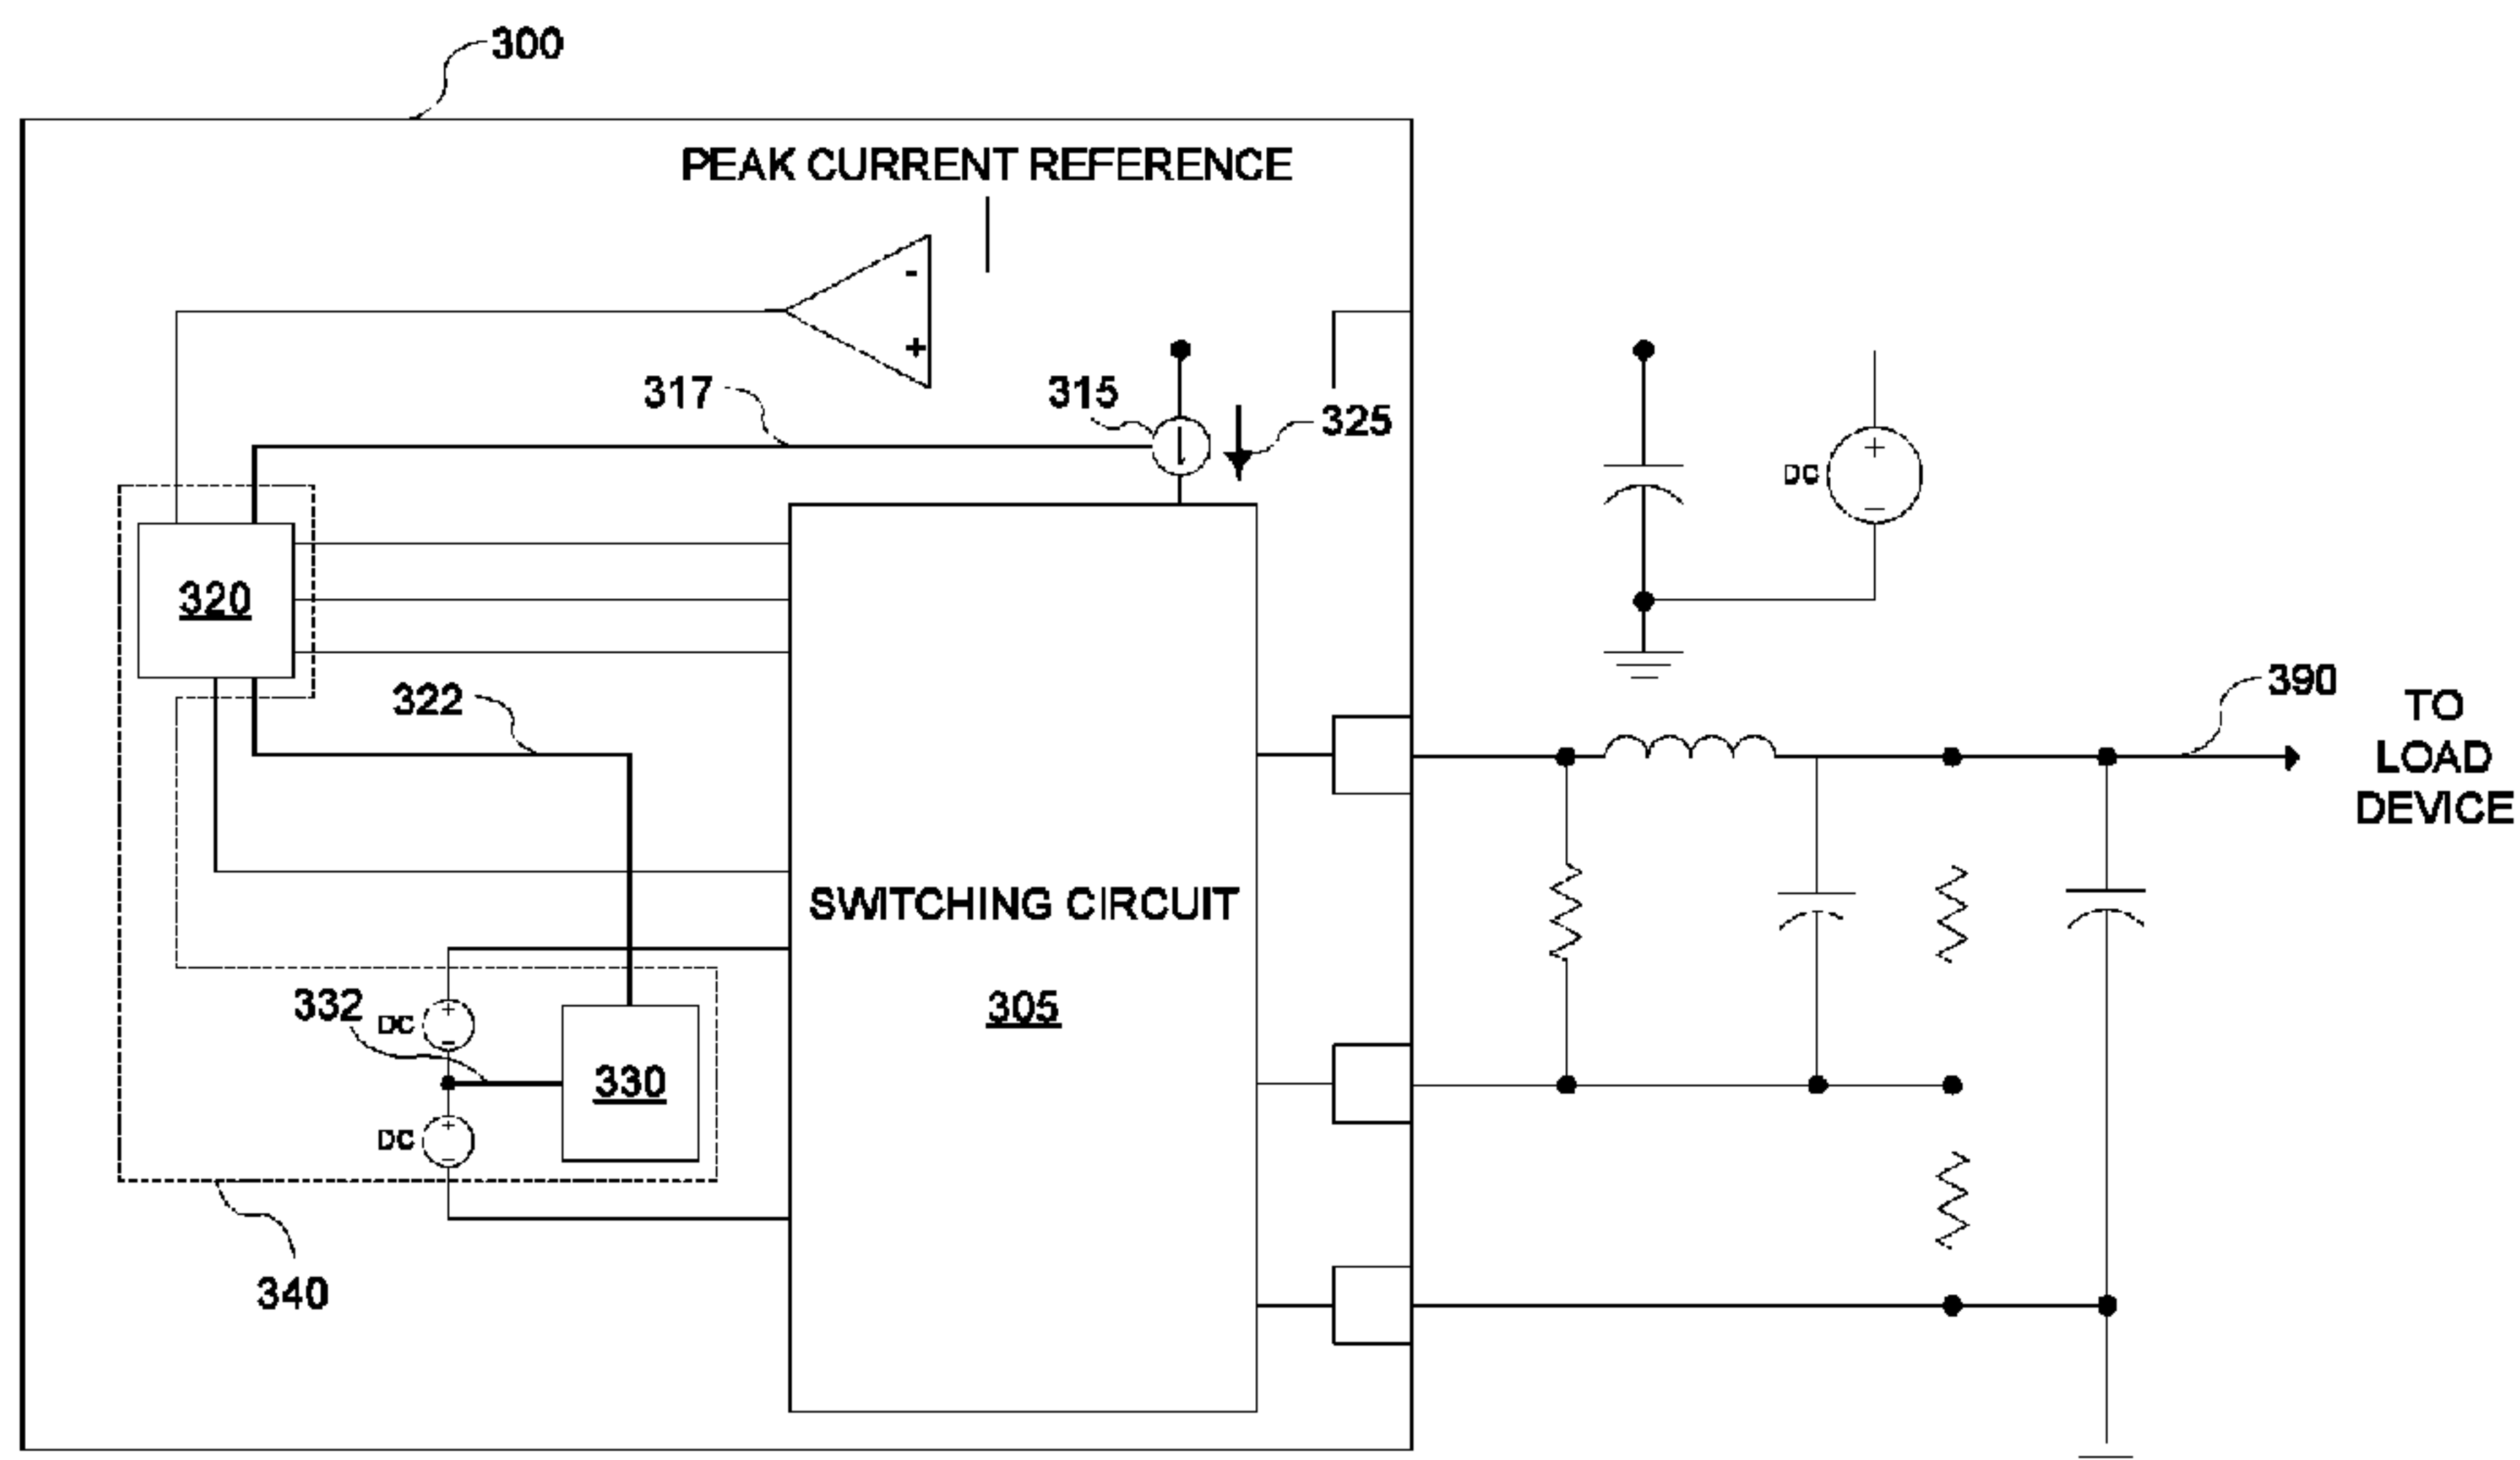 300
PEAK CURRENT REFERENCE
-
+
317
315
325
+
DC
-
320
322
390
TO
LOAD
DEVICE
SWITCHING CIRCUIT
305
332
DC
+
-
330
DC
+
-
340